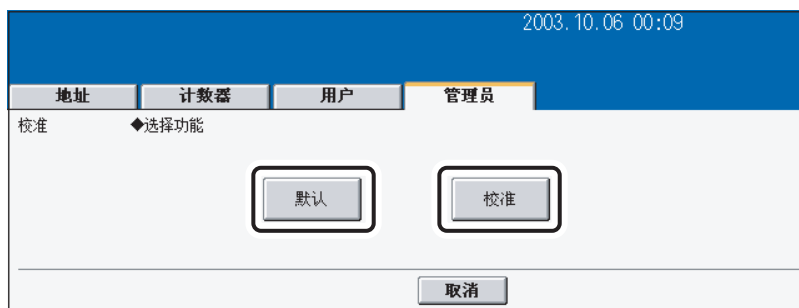 2003.10.06 00:09
地址 计数器 用户 管理员
校准 ◆选择功能
默认 校准
取消